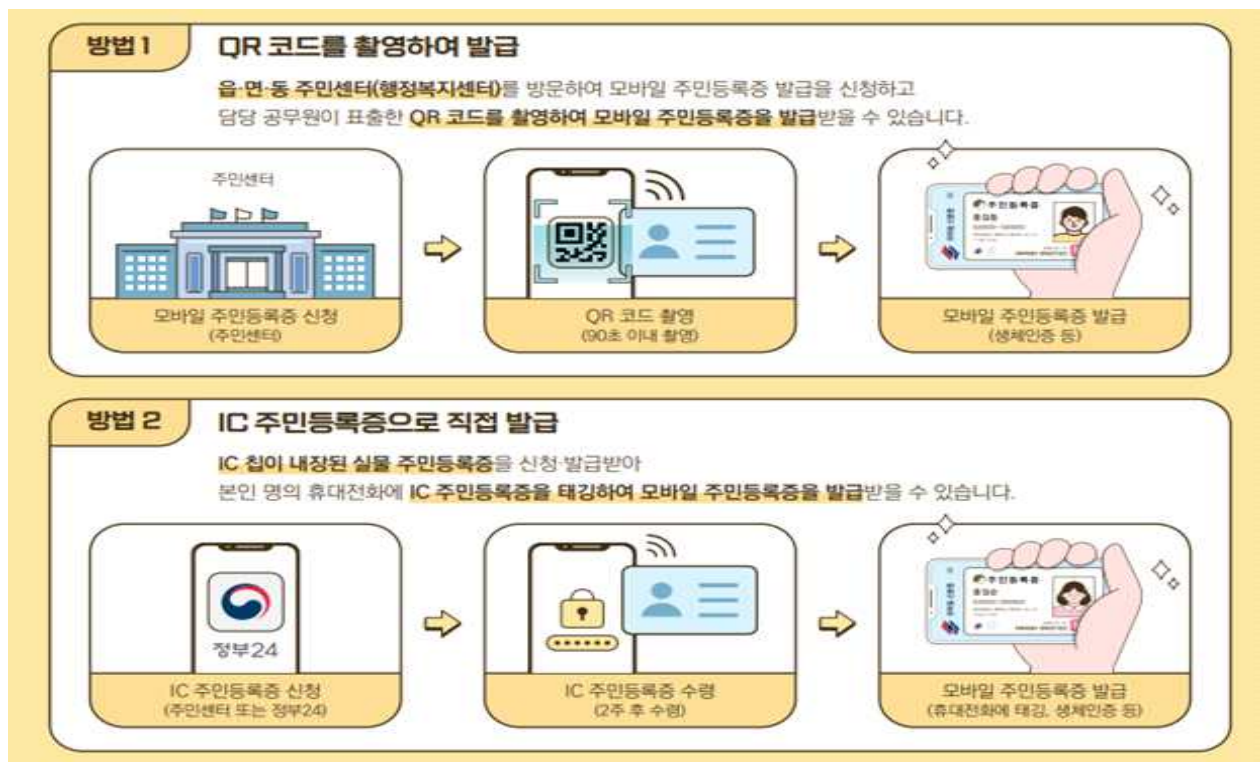 방법 1
QR 코드를 촬영하여 발급
읍·면·동 주민센터(행정복지센터)를 방문하여 모바일 주민등록증 발급을 신청하고
담당 공무원이 표출한 QR 코드를 촬영하여 모바일 주민등록증을 발급받을 수 있습니다.
주민센터
주민등록증
모바일 주민등록증 신청
(주민센터)
QR 코드 촬영
(90초 이내 촬영)
모바일 주민등록증 발급
(생체인증 등)
방법 2
IC 주민등록증으로 직접 발급
IC 칩이 내장된 실물 주민등록증을 신청·발급받아
본인 명의 휴대전화에 IC 주민등록증을 태깅하여 모바일 주민등록증을 발급받을 수 있습니다.
정부24
주민등록증
IC 주민등록증 신청
(주민센터 또는 정부24)
IC 주민등록증 수령
(2주 후 수령)
모바일 주민등록증 발급
(휴대전화에 태깅, 생체인증 등)